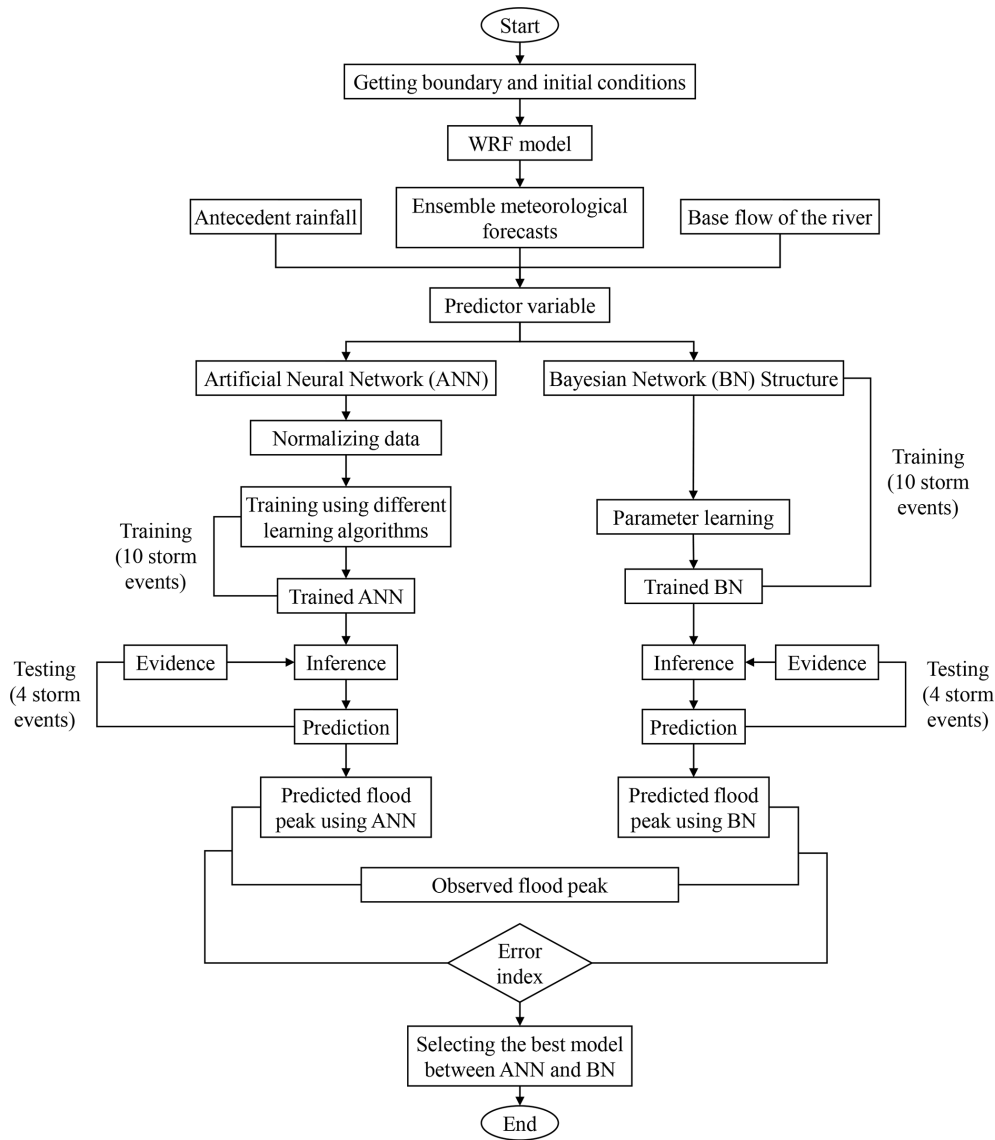 Start
Getting boundary and initial conditions
WRF model
Antecedent rainfall
Ensemble meteorological
forecasts
Base flow of the river
Predictor variable
Artificial Neural Network (ANN)
Bayesian Network (BN) Structure
Normalizing data
Training using different
learning algorithms
Training
(10 storm
events)
Trained ANN
Parameter learning
Training
(10 storm
events)
Trained BN
Testing
(4 storm
events)
Evidence
Inference
Prediction
Inference
Evidence
Prediction
Testing
(4 storm
events)
Predicted flood
peak using ANN
Predicted flood
peak using BN
Observed flood peak
Error
index
Selecting the best model
between ANN and BN
End